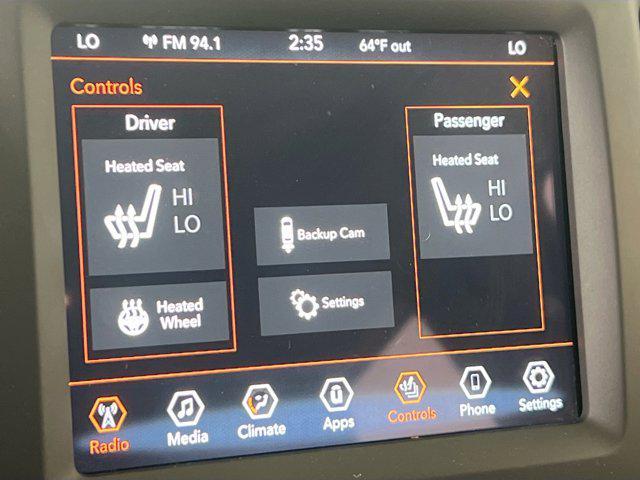 LO FM 94.1 2:35 64°F out LO
Controls
Driver
Heated Seat
HI
LO
Heated
Wheel
Backup Cam
Settings
Passenger
Heated Seat
HI
LO
Radio Media Climate Apps Controls Phone Settings